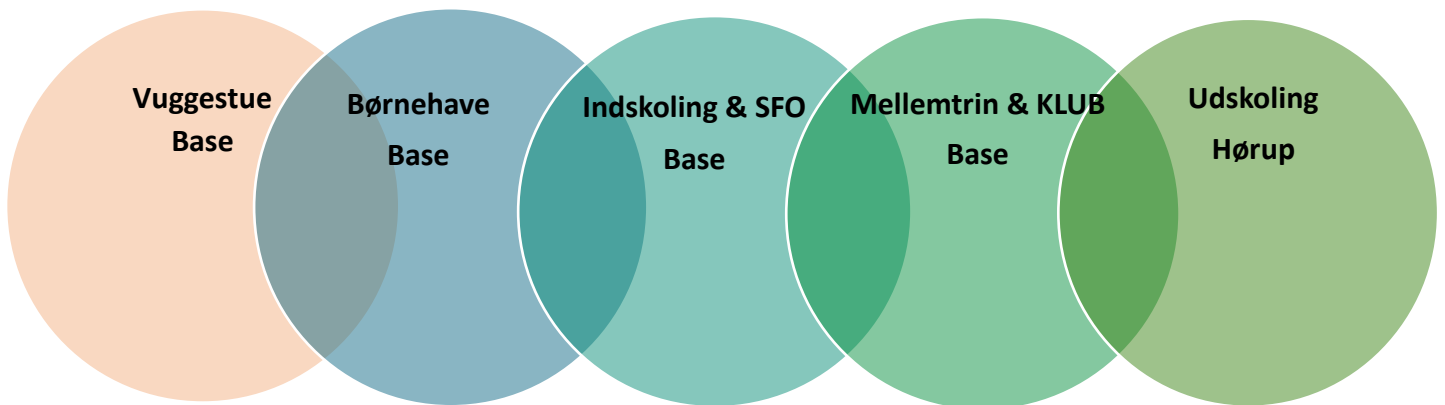 Vuggestue
Base
Børnehave
Base
Indskoling & SFO
Base
Mellemtrin & KLUB
Base
Udskoling
Hørup